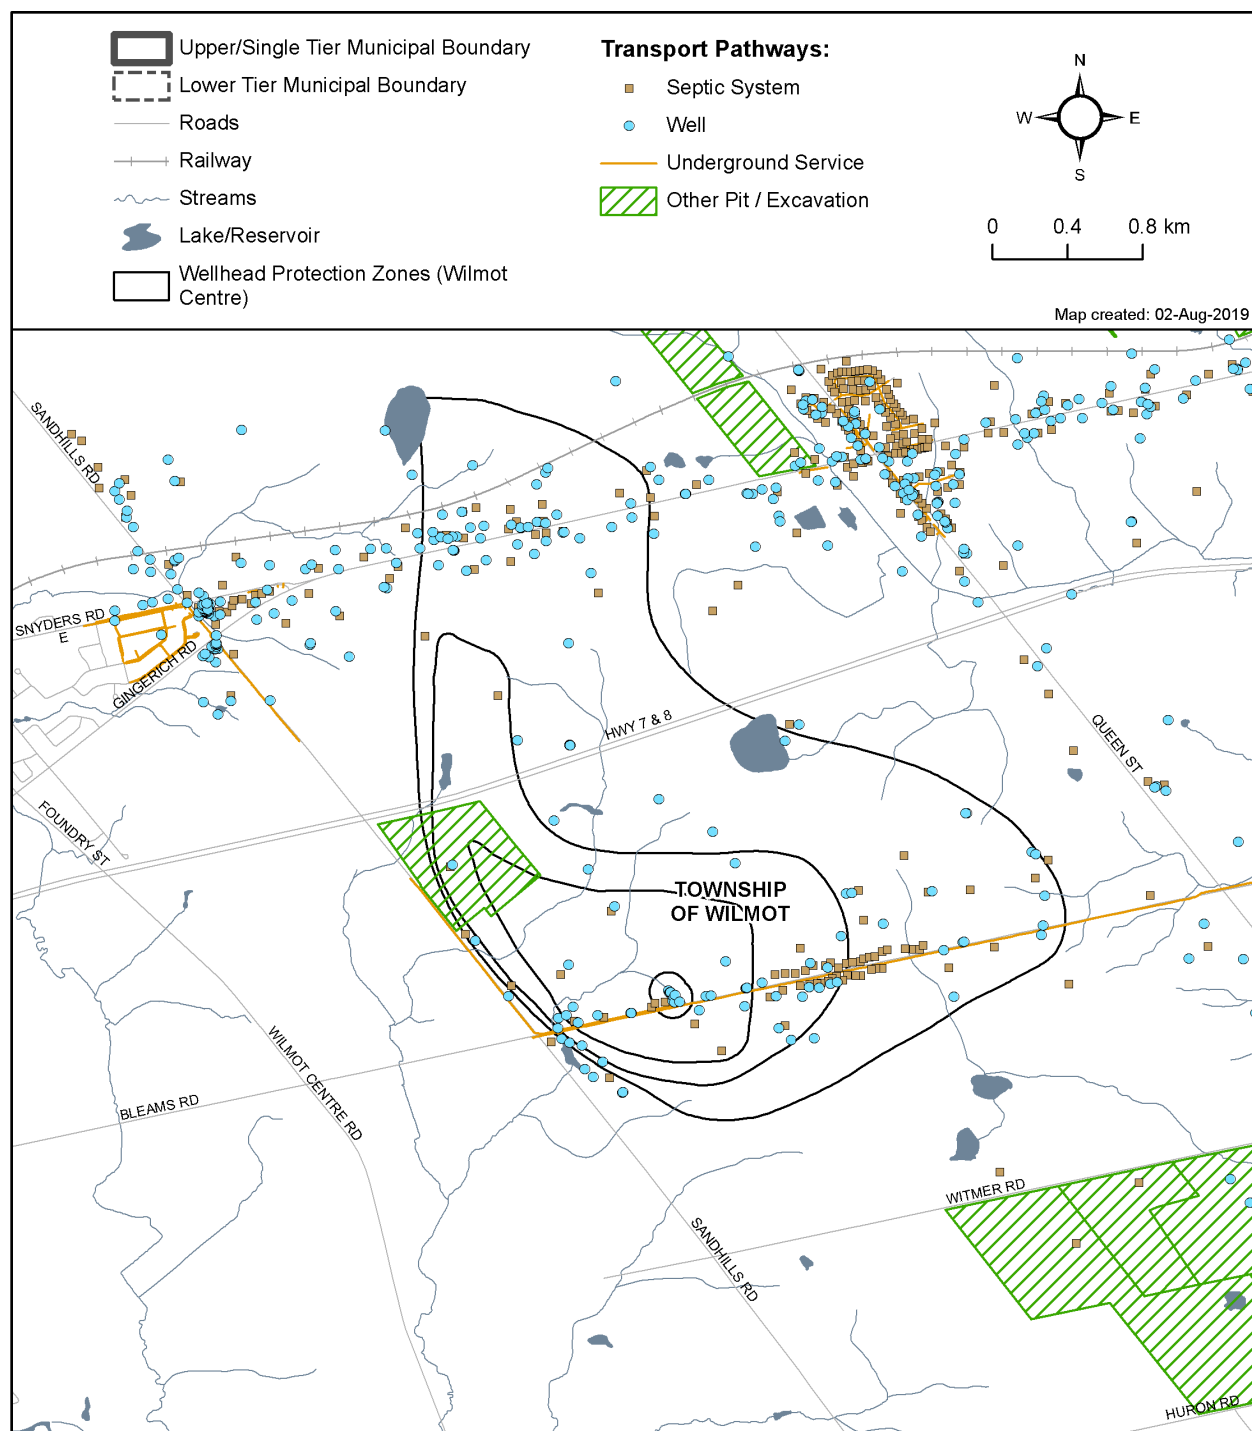 Upper/Single Tier Municipal Boundary
Lower Tier Municipal Boundary
Roads
Railway
Streams
Lake/Reservoir
Wellhead Protection Zones (Wilmot
Centre)
Transport Pathways:
Septic System
Well
Underground Service
Other Pit / Excavation
N
W
E
S
0
0.4
0.8 km
Map created: 02-Aug-2019
SANDHILLS RD
SNYDERS RD
E
GINGERICH RD
HWY 7 & 8
QUEEN ST
FOUNDRY ST
TOWNSHIP
OF WILMOT
WILMOT CENTRE RD
BLEAMS RD
WITMER RD
SANDHILLS RD
HURON RD